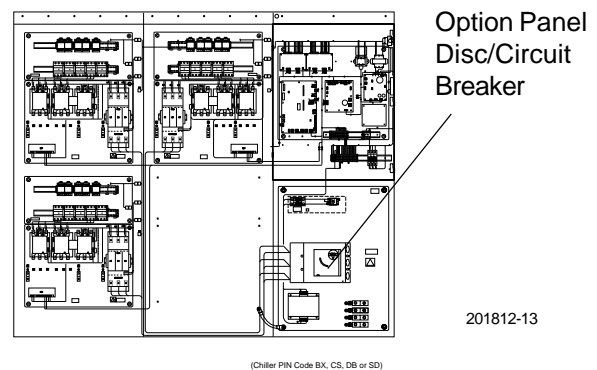 Option Panel
Disc/Circuit
Breaker
201812-13
(Chiller PIN Code BX, CS, DB or SD)